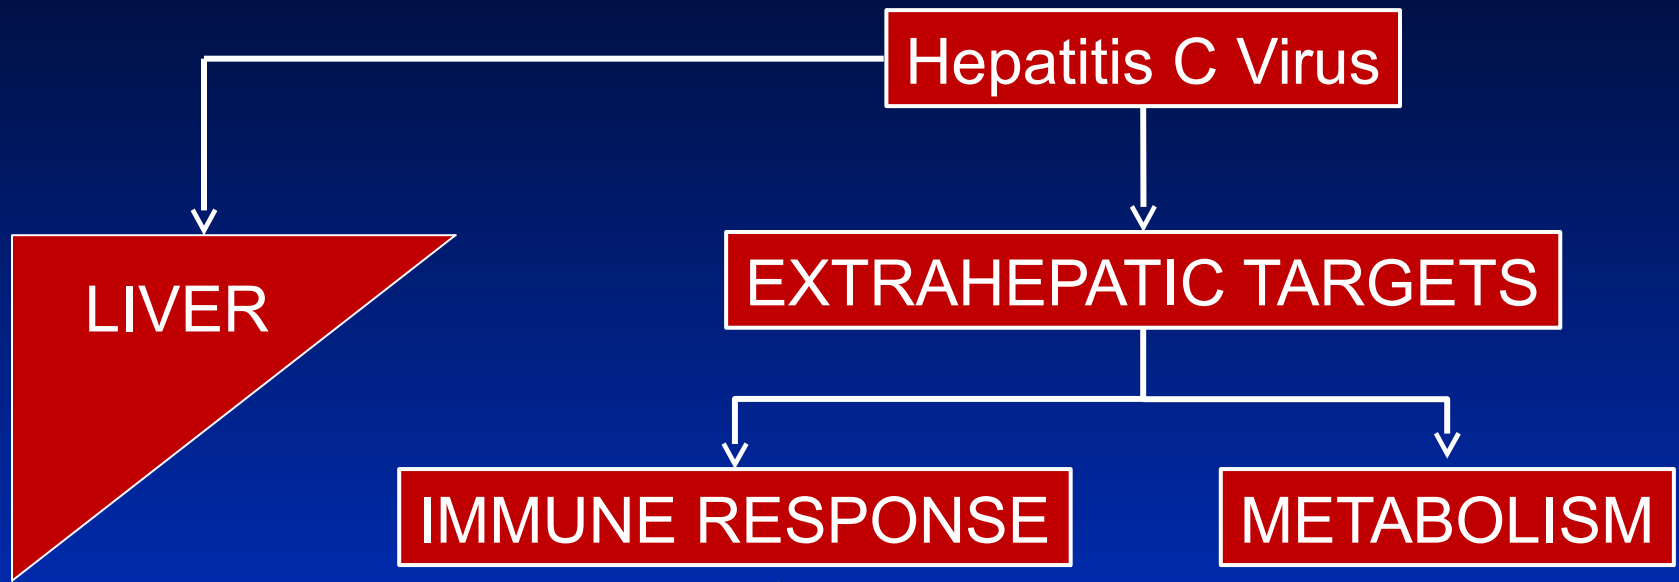 Hepatitis C Virus
LIVER
EXTRAHEPATIC TARGETS
IMMUNE RESPONSE
METABOLISM